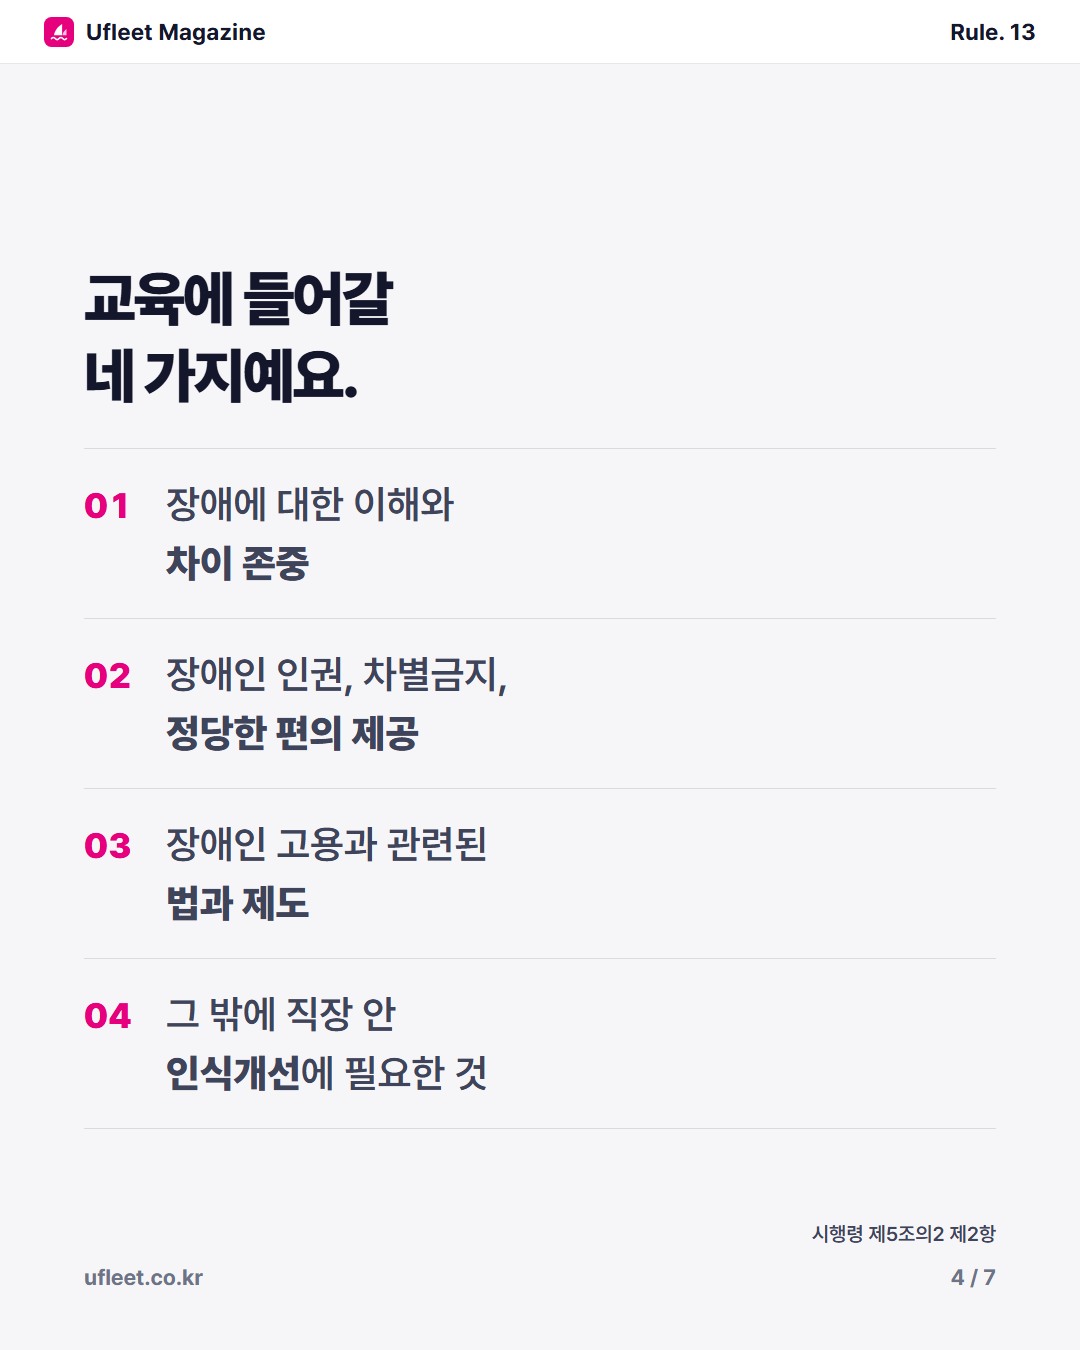 Ufleet Magazine
Rule. 13
교육에 들어갈
네 가지예요.
01 장애에 대한 이해와
차이 존중
02 장애인 인권, 차별금지,
정당한 편의 제공
03 장애인 고용과 관련된
법과 제도
04 그 밖에 직장 안
인식개선에 필요한 것
시행령 제5조의2 제2항
ufleet.co.kr
4 / 7